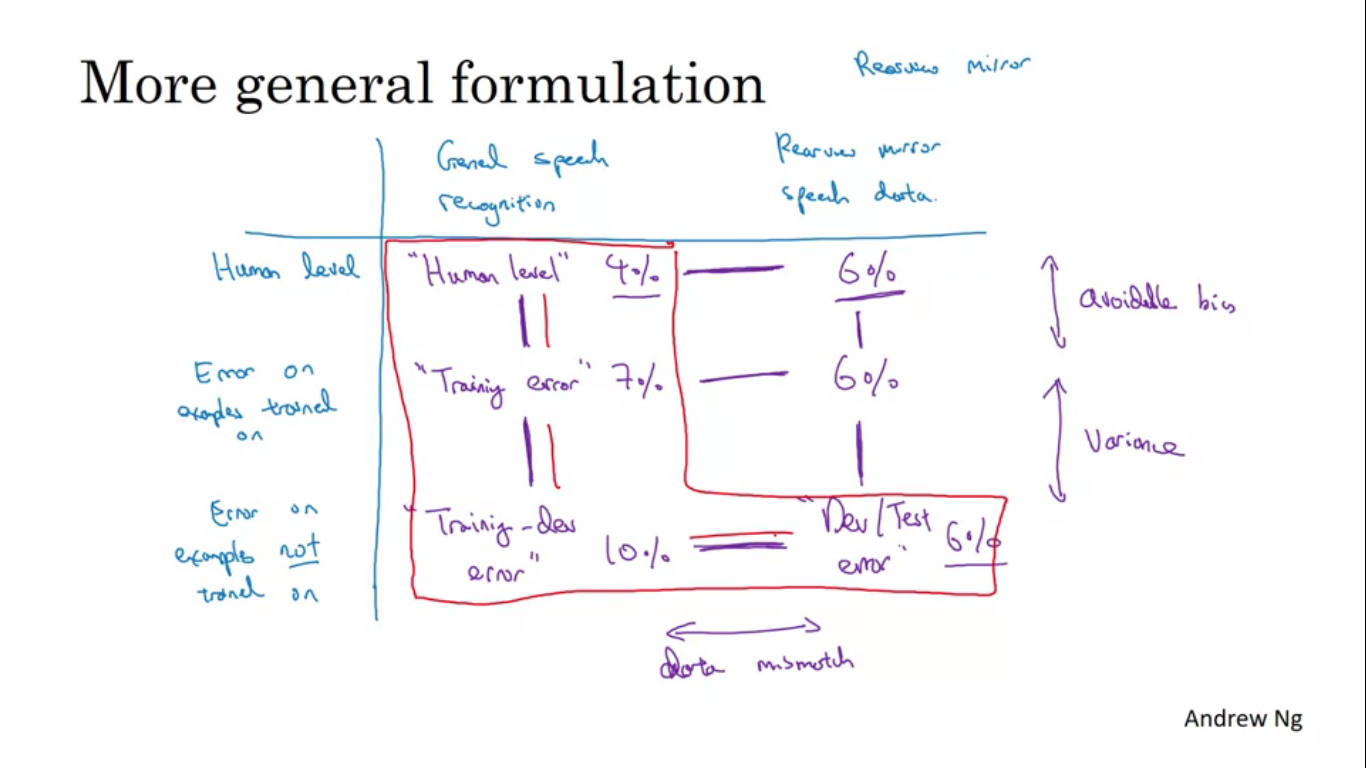 More general formulation
Rearview mirror
General speech
recognition
Rearview mirror
speech data.
Human level
"Human level" 4% 6%
avoidable bias
Error on
examples trained
on
"Training error" 7% 6%
Variance
Error on
examples not
trained on
"Training-dev
error" 10%
"Dev/Test
error" 6%
data mismatch
Andrew Ng